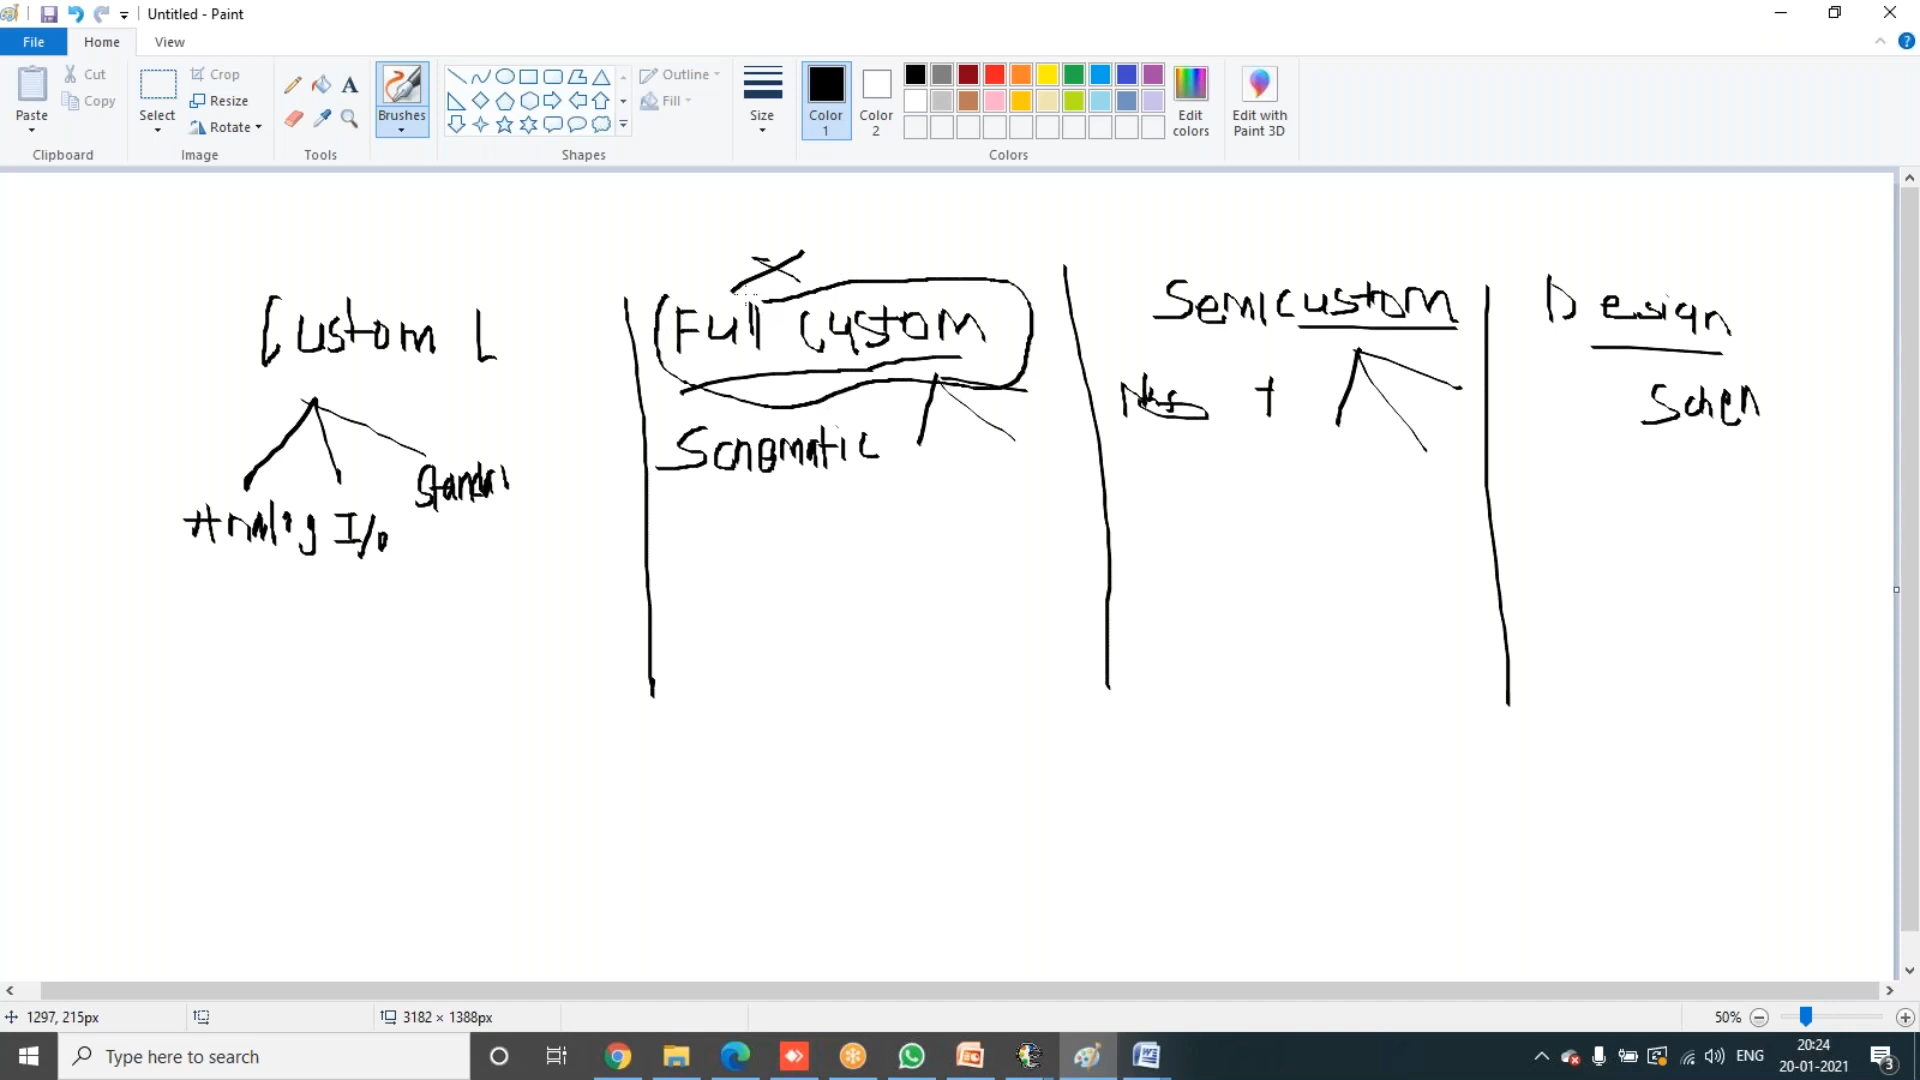 Untitled - Paint
File Home View
Paste
Cut
Copy
Clipboard
Select
Crop
Resize
Rotate
Image
Tools
Brushes
Shapes
Outline
Fill
Size
Color 1
Color 2
Edit colors
Edit with Paint 3D
Colors
Custom L
Analog I/o
Full Custom
Schematic
Semicustom
+
Design
Schen
1297, 215px
3182 × 1388px
50%
Type here to search
ENG
20:24
20-01-2021
3